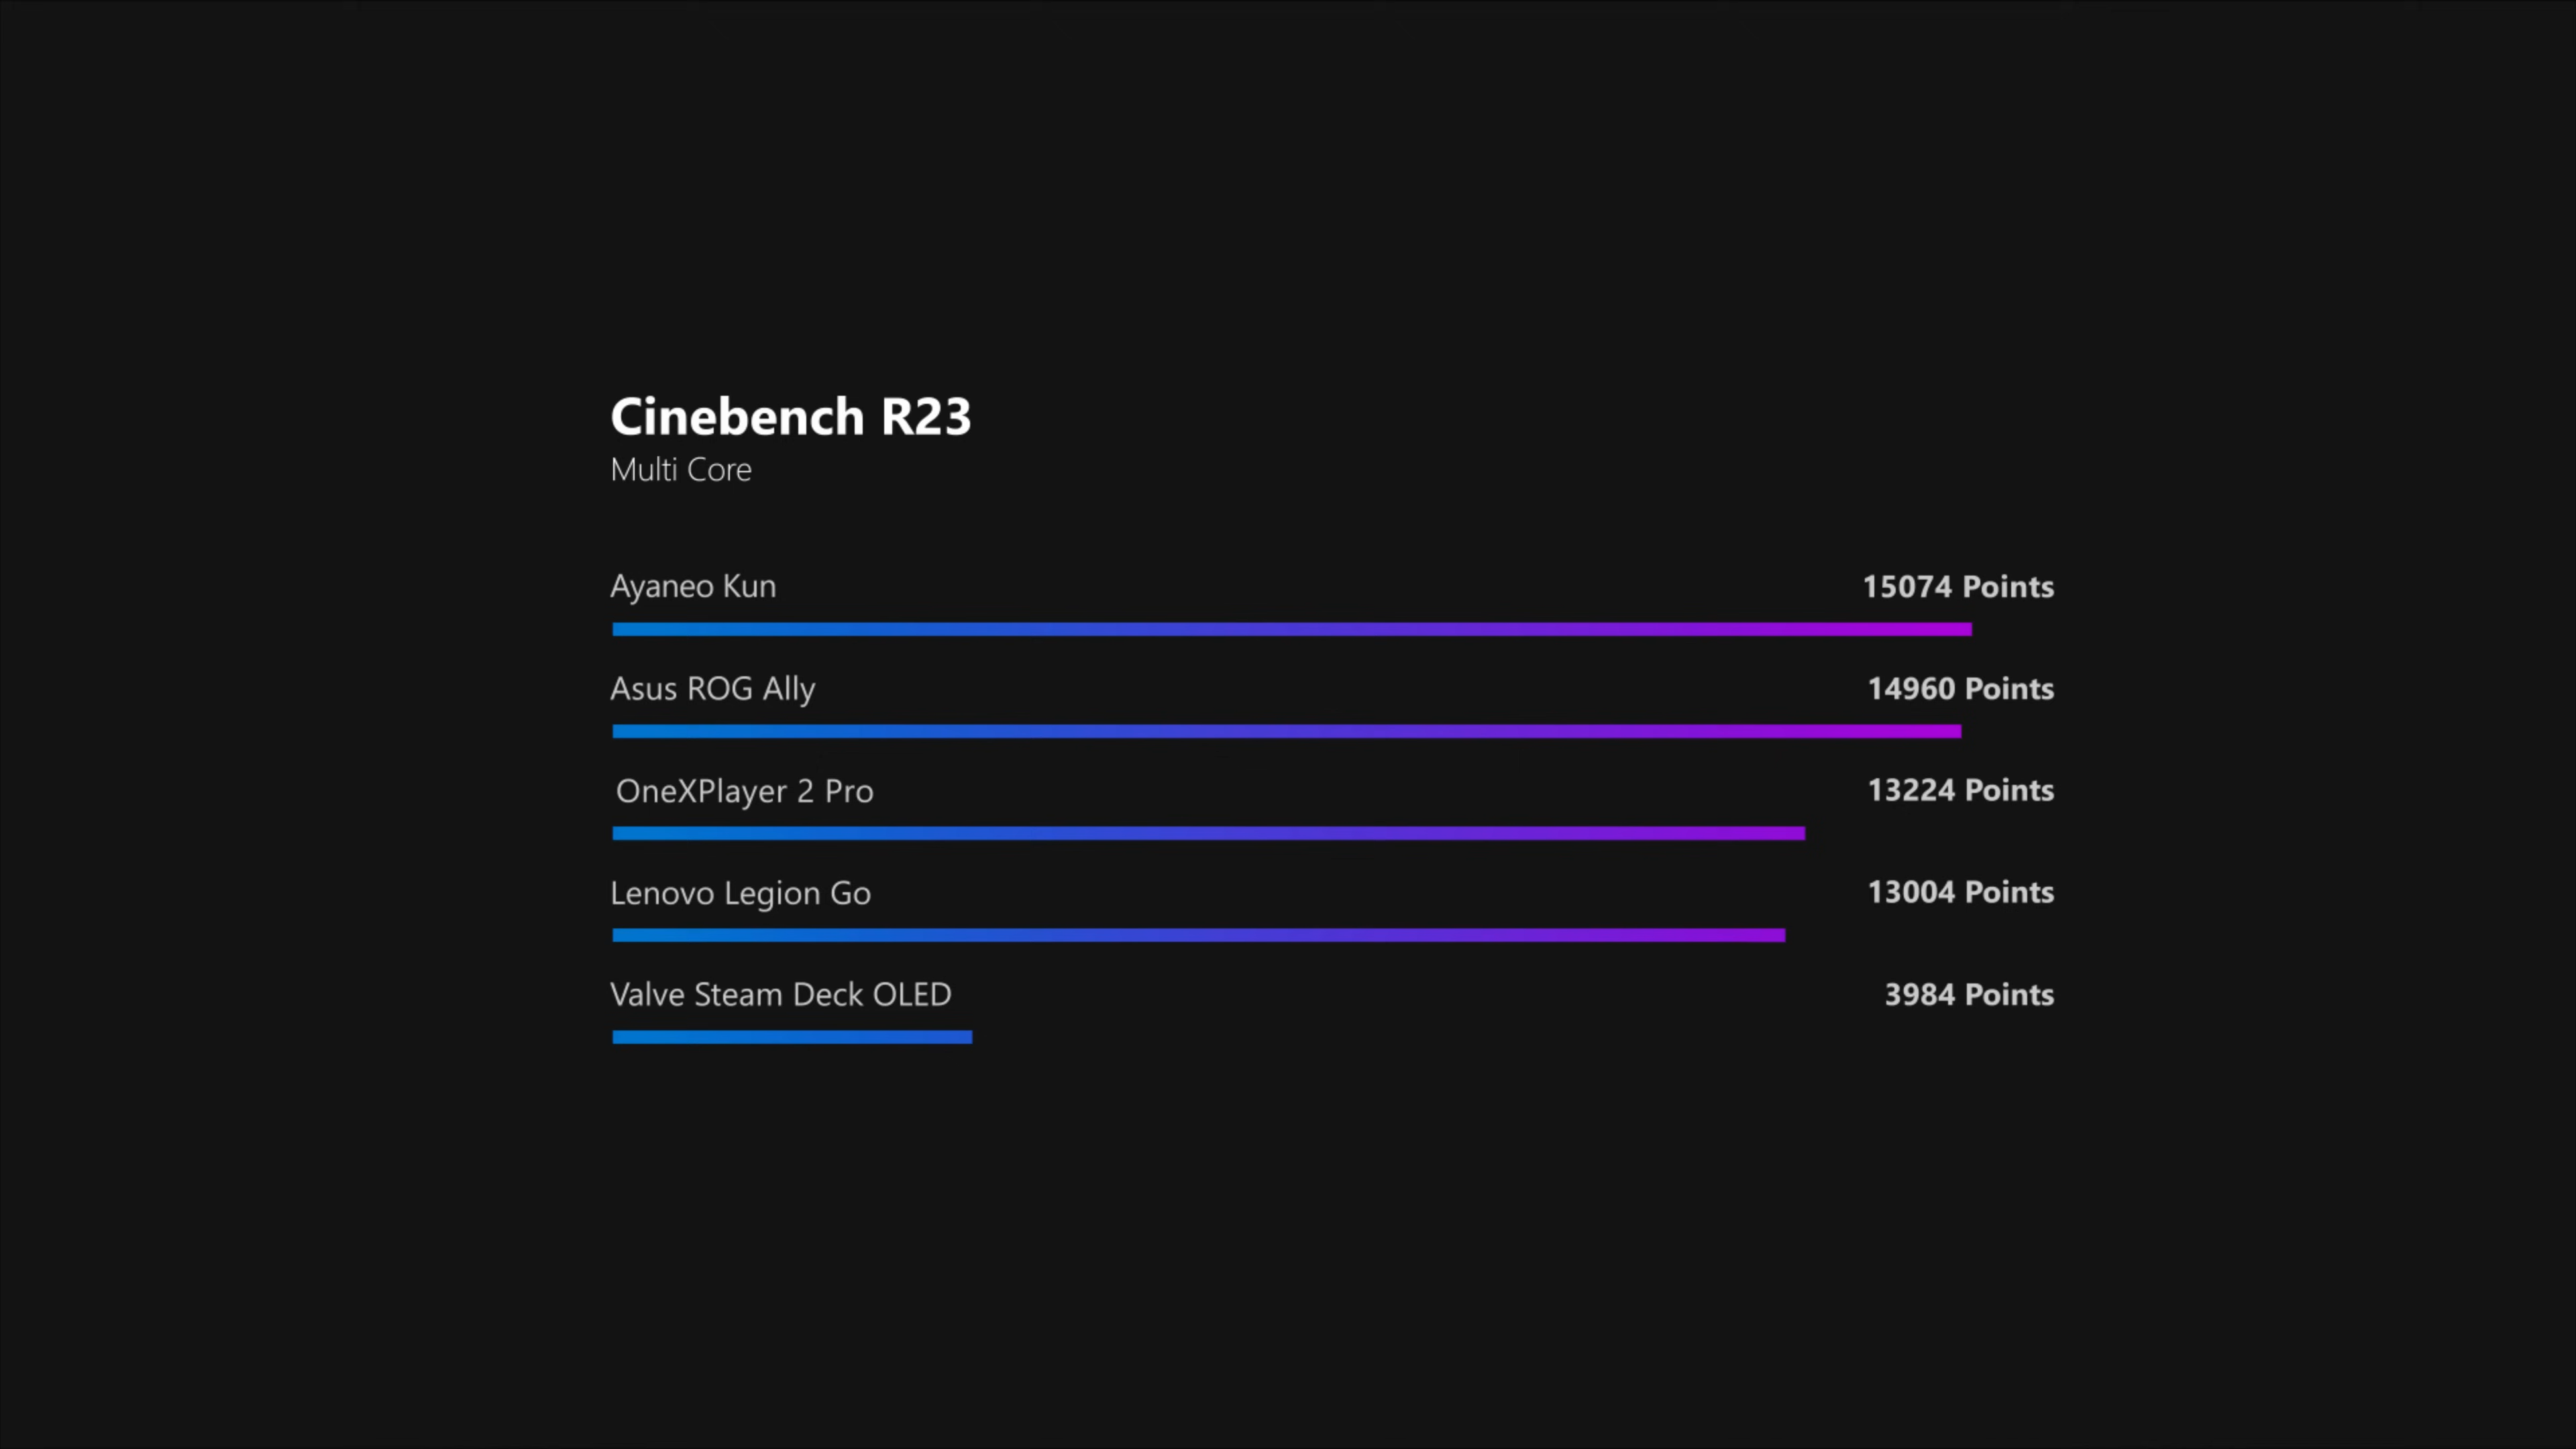 Cinebench R23
Multi Core
Ayaneo Kun 15074 Points
Asus ROG Ally 14960 Points
OneXPlayer 2 Pro 13224 Points
Lenovo Legion Go 13004 Points
Valve Steam Deck OLED 3984 Points